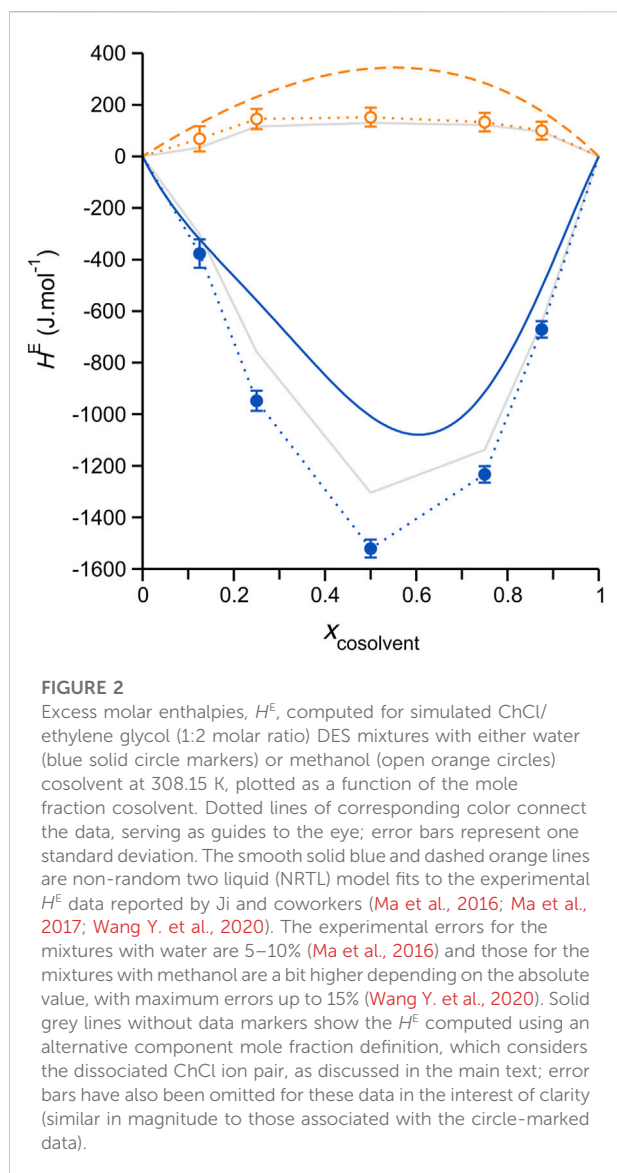 400
200
0
-200
-400
-600
-800
-1000
-1200
-1400
-1600
H^E (J.mol^-1)
0 0.2 0.4 0.6 0.8 1
x_cosolvent
FIGURE 2
Excess molar enthalpies, H^E, computed for simulated ChCl/
ethylene glycol (1:2 molar ratio) DES mixtures with either water
(blue solid circle markers) or methanol (open orange circles)
cosolvent at 308.15 K, plotted as a function of the mole
fraction cosolvent. Dotted lines of corresponding color connect
the data, serving as guides to the eye; error bars represent one
standard deviation. The smooth solid blue and dashed orange lines
are non-random two liquid (NRTL) model fits to the experimental
H^E data reported by Ji and coworkers (Ma et al., 2016; Ma et al.,
2017; Wang Y. et al., 2020). The experimental errors for the
mixtures with water are 5–10% (Ma et al., 2016) and those for the
mixtures with methanol are a bit higher depending on the absolute
value, with maximum errors up to 15% (Wang Y. et al., 2020). Solid
grey lines without data markers show the H^E computed using an
alternative component mole fraction definition, which considers
the dissociated ChCl ion pair, as discussed in the main text; error
bars have also been omitted for these data in the interest of clarity
(similar in magnitude to those associated with the circle-marked
data).